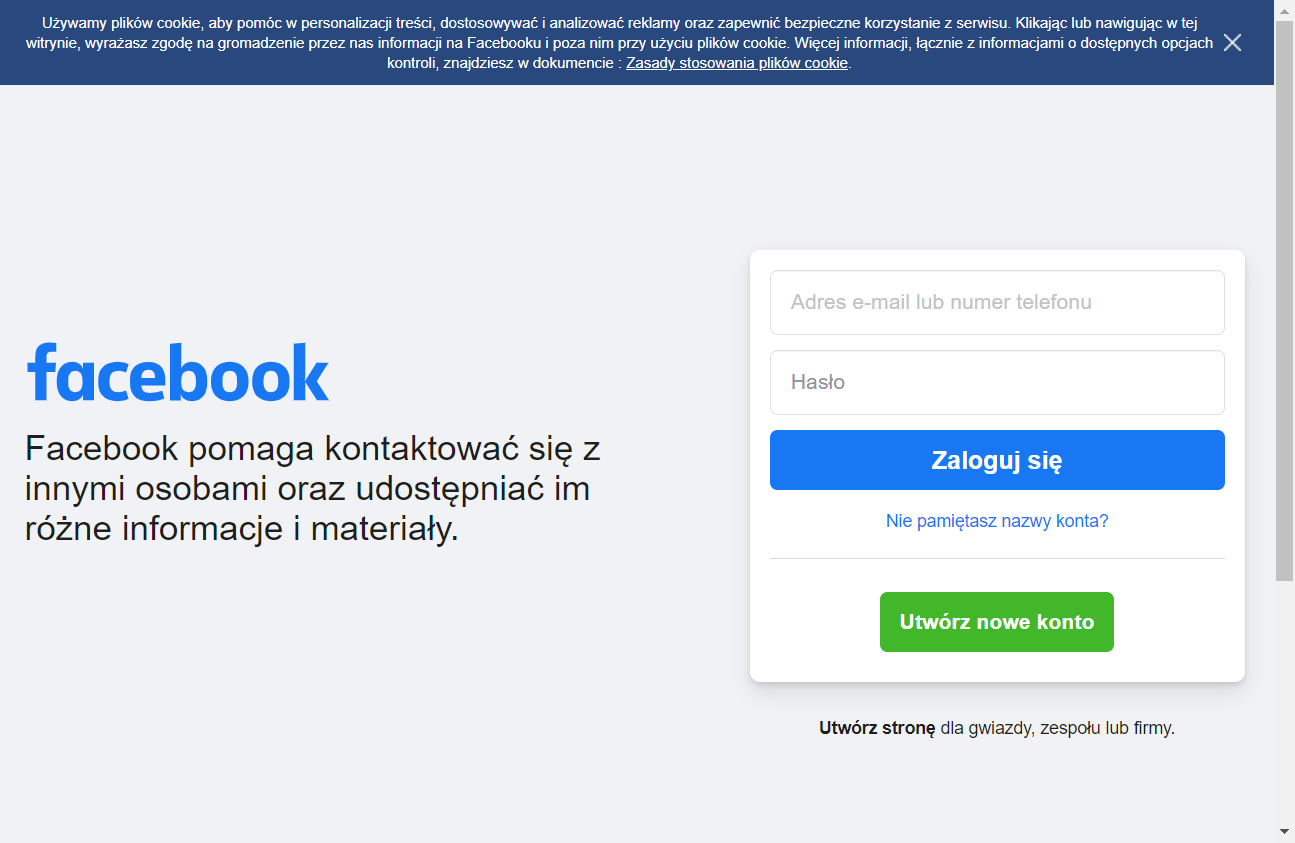 Używamy plików cookie, aby pomóc w personalizacji treści, dostosowywać i analizować reklamy oraz zapewnić bezpieczne korzystanie z serwisu. Klikając lub nawigując w tej
witrynie, wyrażasz zgodę na gromadzenie przez nas informacji na Facebooku i poza nim przy użyciu plików cookie. Więcej informacji, łącznie z informacjami o dostępnych opcjach
kontroli, znajdziesz w dokumencie : Zasady stosowania plików cookie.
facebook
Facebook pomaga kontaktować się z
innymi osobami oraz udostępniać im
różne informacje i materiały.
Adres e-mail lub numer telefonu
Hasło
Zaloguj się
Nie pamiętasz nazwy konta?
Utwórz nowe konto
Utwórz stronę dla gwiazdy, zespołu lub firmy.